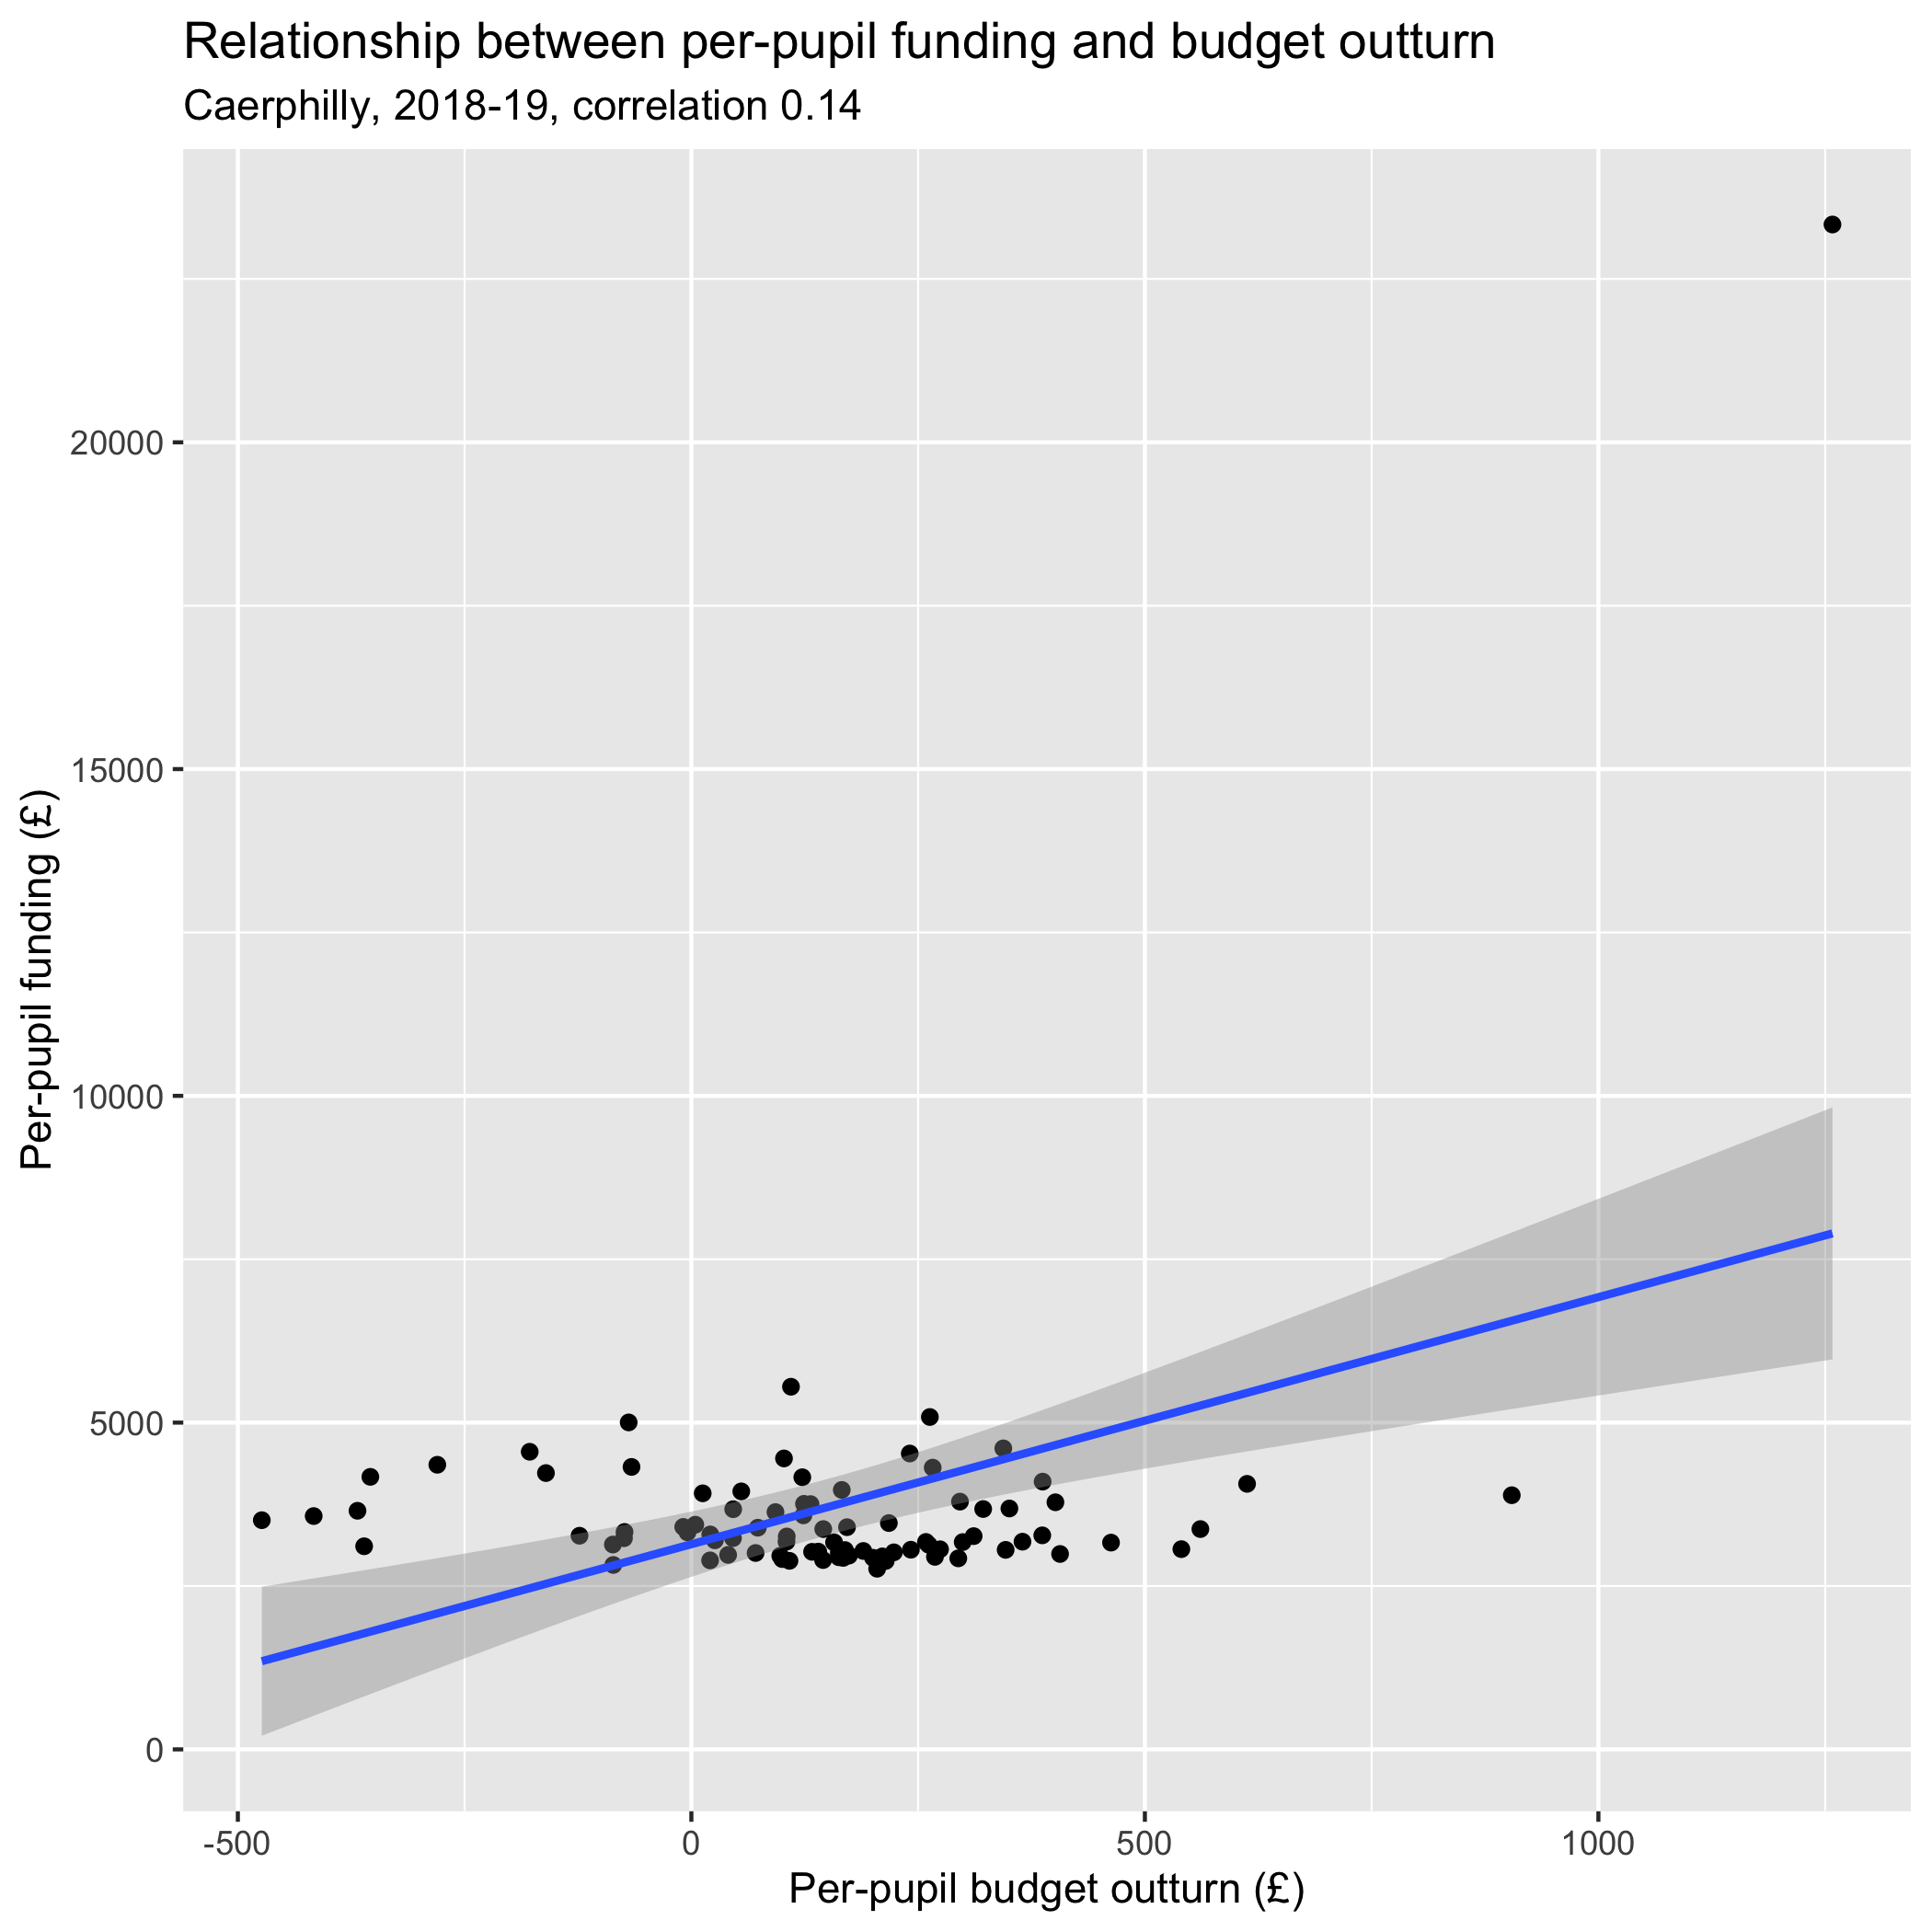 Relationship between per-pupil funding and budget outturn
Caerphilly, 2018-19, correlation 0.14
Per-pupil funding (£)
20000
15000
10000
5000
0
-500
0
500
1000
Per-pupil budget outturn (£)